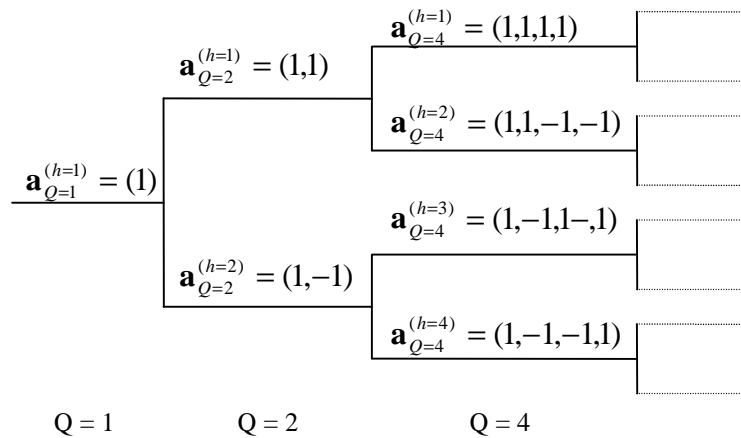 a_{Q=4}^{(h=1)} = (1,1,1,1)
a_{Q=2}^{(h=1)} = (1,1)
a_{Q=4}^{(h=2)} = (1,1,−1,−1)
a_{Q=1}^{(h=1)} = (1)
a_{Q=4}^{(h=3)} = (1,−1,1−,1)
a_{Q=2}^{(h=2)} = (1,−1)
a_{Q=4}^{(h=4)} = (1,−1,−1,1)
Q = 1 Q = 2 Q = 4